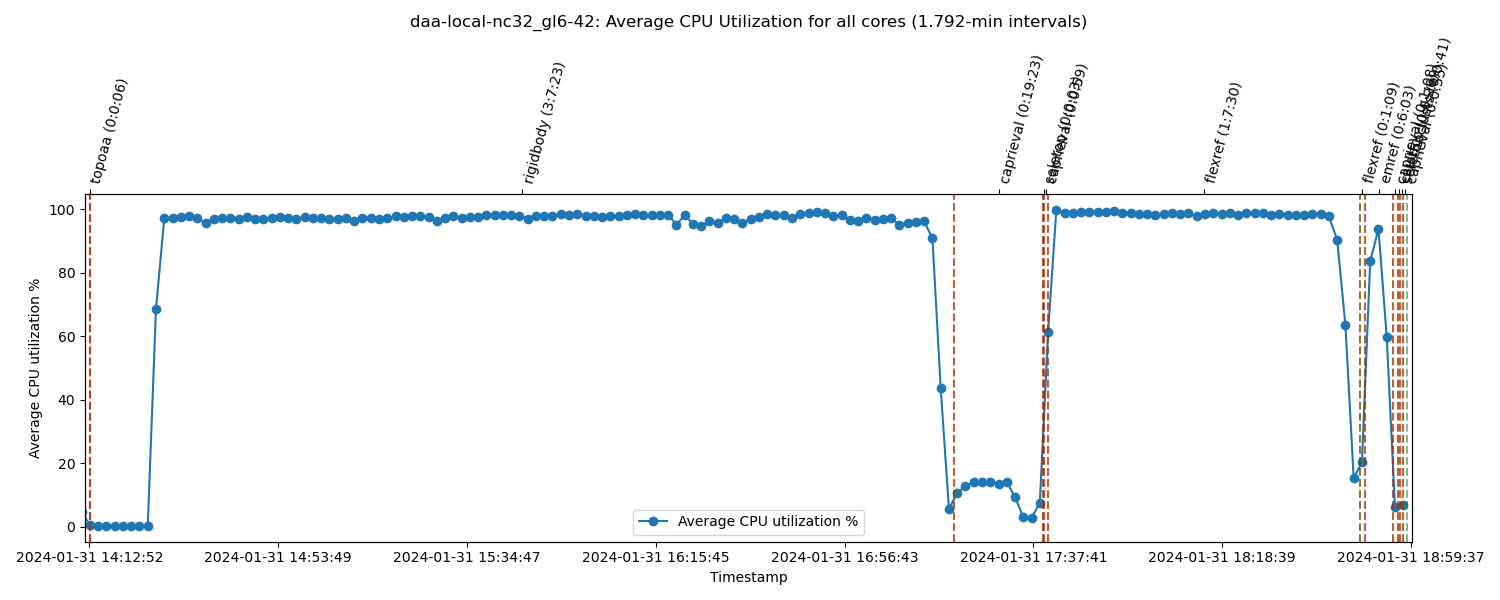 daa-local-nc32_gl6-42: Average CPU Utilization for all cores (1.792-min intervals)
topoaa (0:0:06)
rigidbody (3:7:23)
caprieval (0:19:23)
caprieval (0:0:59)
flexref (1:7:30)
flexref (0:1:09)
emref (0:6:03)
100
80
60
40
20
0
Average CPU utilization %
Average CPU utilization %
2024-01-31 14:12:52
2024-01-31 14:53:49
2024-01-31 15:34:47
2024-01-31 16:15:45
2024-01-31 16:56:43
2024-01-31 17:37:41
2024-01-31 18:18:39
2024-01-31 18:59:37
Timestamp